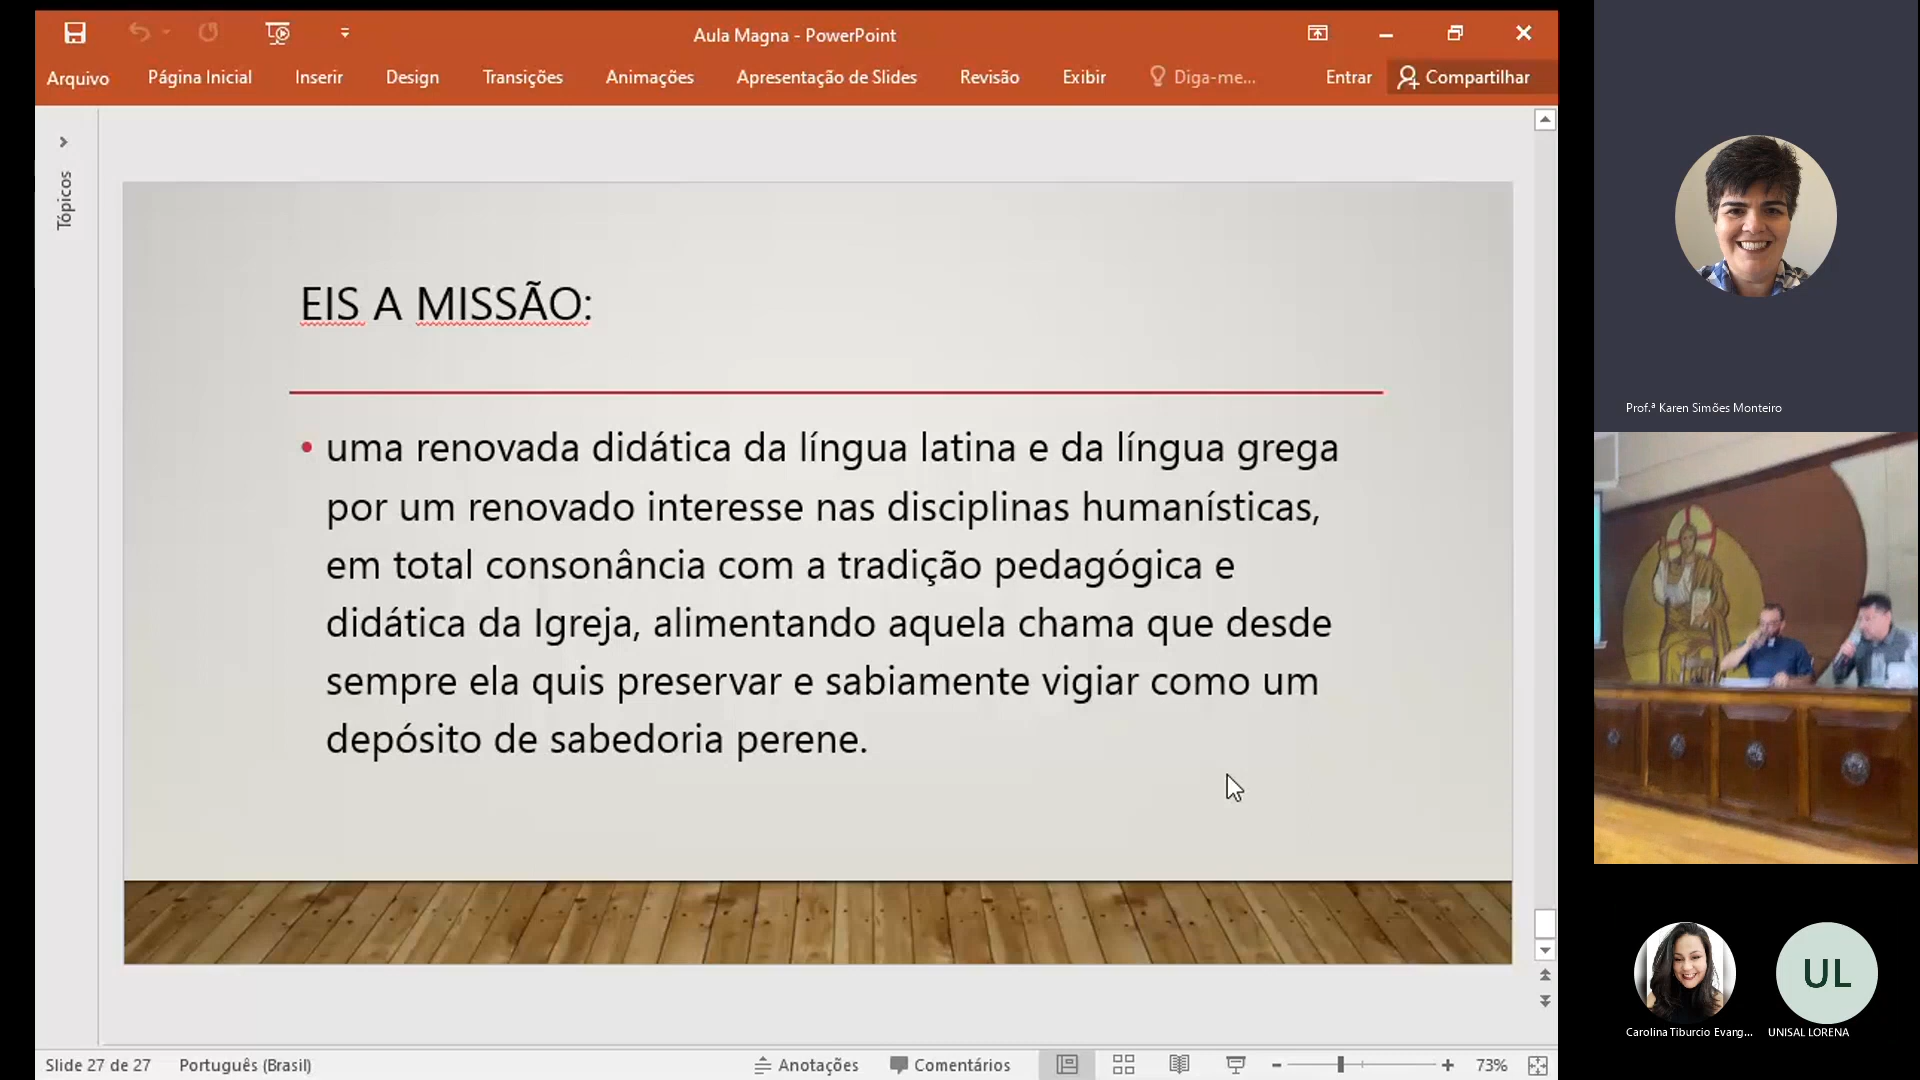 Aula Magna - PowerPoint
Arquivo Página Inicial Inserir Design Transições Animações Apresentação de Slides Revisão Exibir Diga-me... Entrar Compartilhar
Tópicos
EIS A MISSÃO:
• uma renovada didática da língua latina e da língua grega
por um renovado interesse nas disciplinas humanísticas,
em total consonância com a tradição pedagógica e
didática da Igreja, alimentando aquela chama que desde
sempre ela quis preservar e sabiamente vigiar como um
depósito de sabedoria perene.
Slide 27 de 27 Português (Brasil) Anotações Comentários 73%
Prof.ª Karen Simões Monteiro
UL
Carolina Tiburcio Evang... UNISAL LORENA